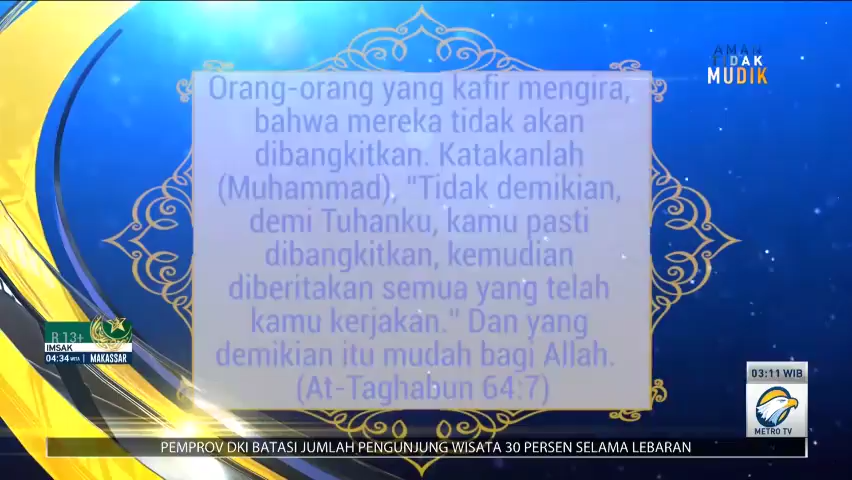 AMAN
TIDAK
MUDIK
Orang-orang yang kafir mengira,
bahwa mereka tidak akan
dibangkitkan. Katakanlah
(Muhammad), "Tidak demikian,
demi Tuhanku, kamu pasti
dibangkitkan, kemudian
diberitakan semua yang telah
kamu kerjakan." Dan yang
demikian itu mudah bagi Allah.
(At-Taghabun 64:7)
R 13+
IMSAK
04:34 WITA | MAKASSAR
03:11 WIB
METRO TV
PEMPROV DKI BATASI JUMLAH PENGUNJUNG WISATA 30 PERSEN SELAMA LEBARAN